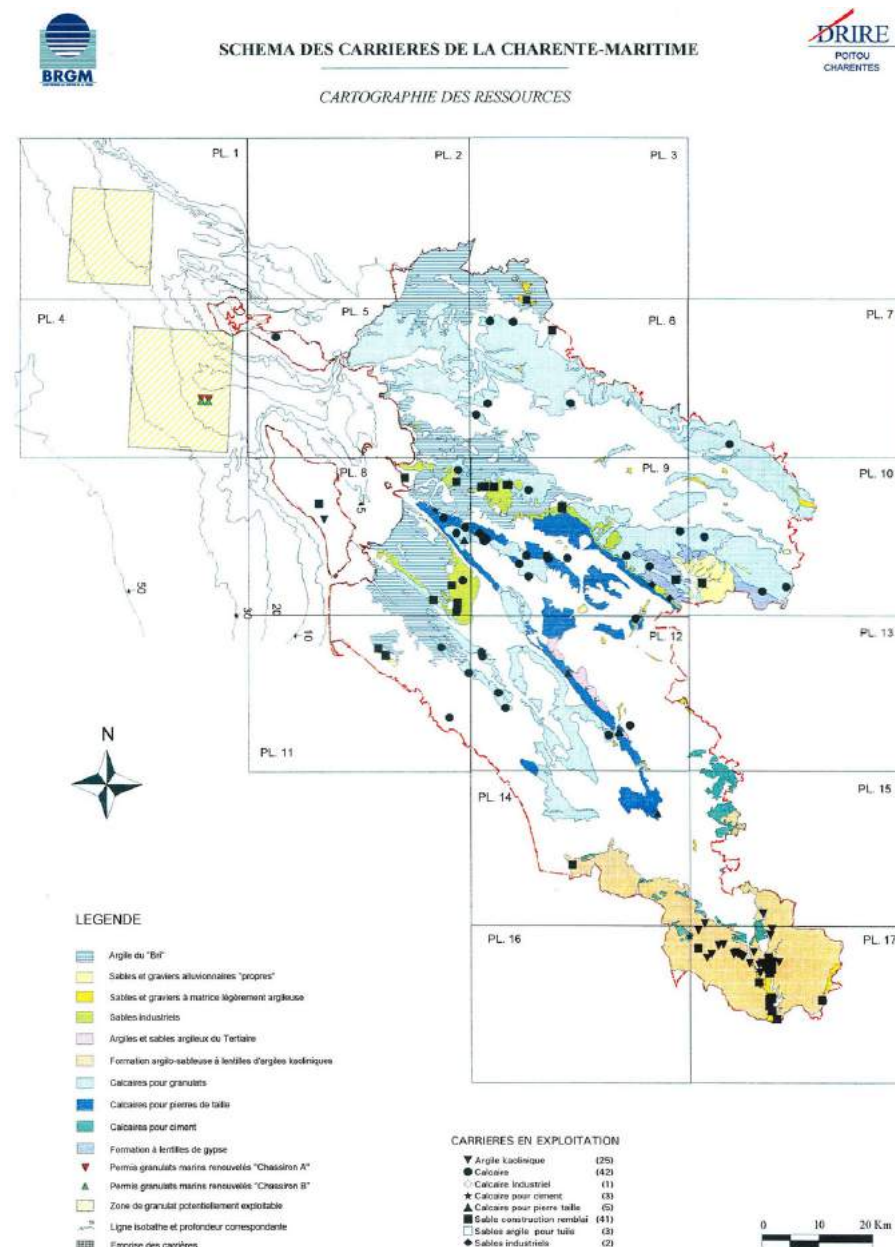 BRGM
SCHEMA DES CARRIERES DE LA CHARENTE-MARITIME
CARTOGRAPHIE DES RESSOURCES
DRIRE
POITOU
CHARENTES
PL. 1
PL. 2
PL. 3
PL. 4
PL. 5
PL. 6
PL. 7
PL. 8
PL. 9
PL. 10
5
50
30
20
10
PL. 12
PL. 13
N
PL. 11
PL. 14
PL. 15
PL. 16
PL. 17
LEGENDE
Argile du "Bri"
Sables et graviers alluvionnaires "propres"
Sables et graviers à matrice légèrement argileuse
Sables industriels
Argiles et sables argileux du Tertiaire
Formation argilo-sableuse à lentilles d'argiles kaoliniques
Calcaires pour granulats
Calcaires pour pierres de taille
Calcaires pour ciment
Formation à lentilles de gypse
Permis granulats marins renouvelés "Chassiron A"
Permis granulats marins renouvelés "Chassiron B"
Zone de granulat potentiellement exploitable
Ligne isobathe et profondeur correspondante
Emprise des carrières
CARRIERES EN EXPLOITATION
Argile kaolinique (25)
Calcaire (42)
Calcaire industriel (1)
Calcaire pour ciment (3)
Calcaire pour pierre taille (5)
Sable construction remblai (41)
Sables argile pour tuile (3)
Sables industriels (2)
0 10 20 Km